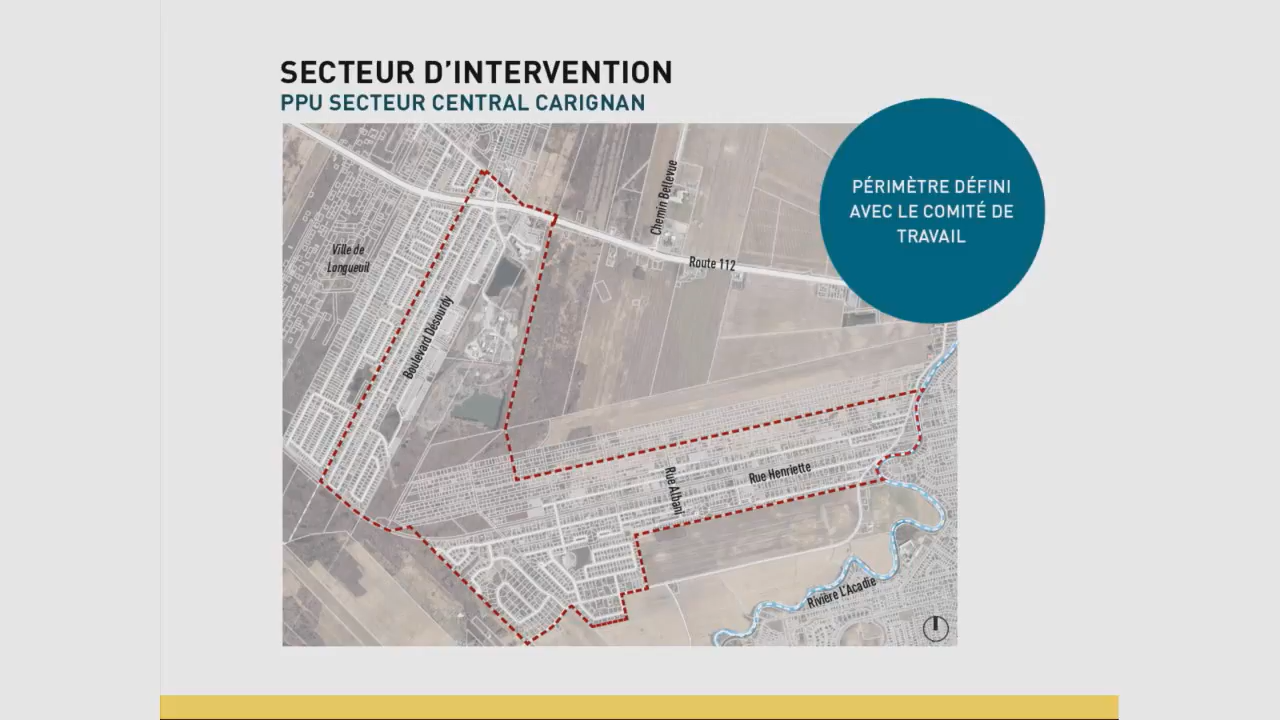 SECTEUR D'INTERVENTION
PPU SECTEUR CENTRAL CARIGNAN
PÉRIMÈTRE DÉFINI
AVEC LE COMITÉ DE
TRAVAIL
Chemin Bellevue
Ville de
Longueuil
Route 112
Boulevard Désourdy
Rue Albani
Rue Henriette
Rivière L'Acadie